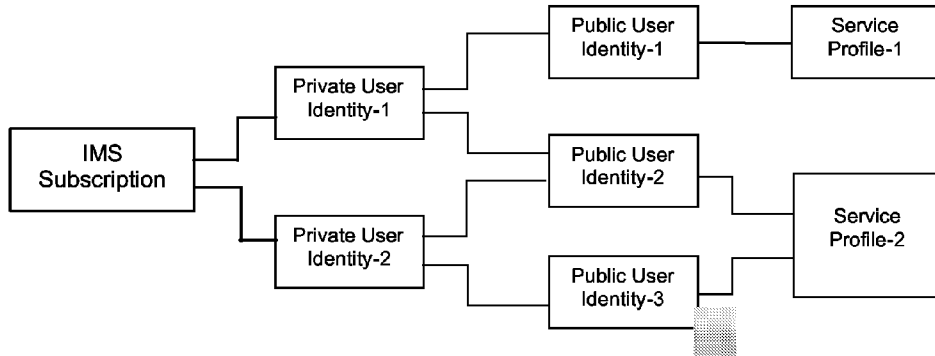 Public User
Identity-1
Service
Profile-1
Private User
Identity-1
IMS
Subscription
Public User
Identity-2
Service
Profile-2
Private User
Identity-2
Public User
Identity-3